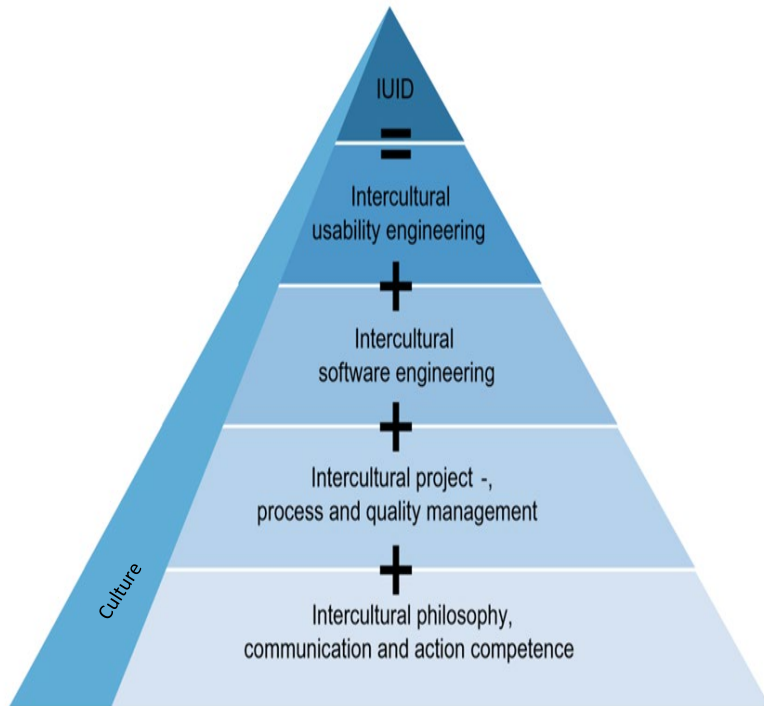 IUID
=
Intercultural
usability engineering
+
Intercultural
software engineering
+
Intercultural project -,
process and quality management
+
Intercultural philosophy,
communication and action competence
Culture